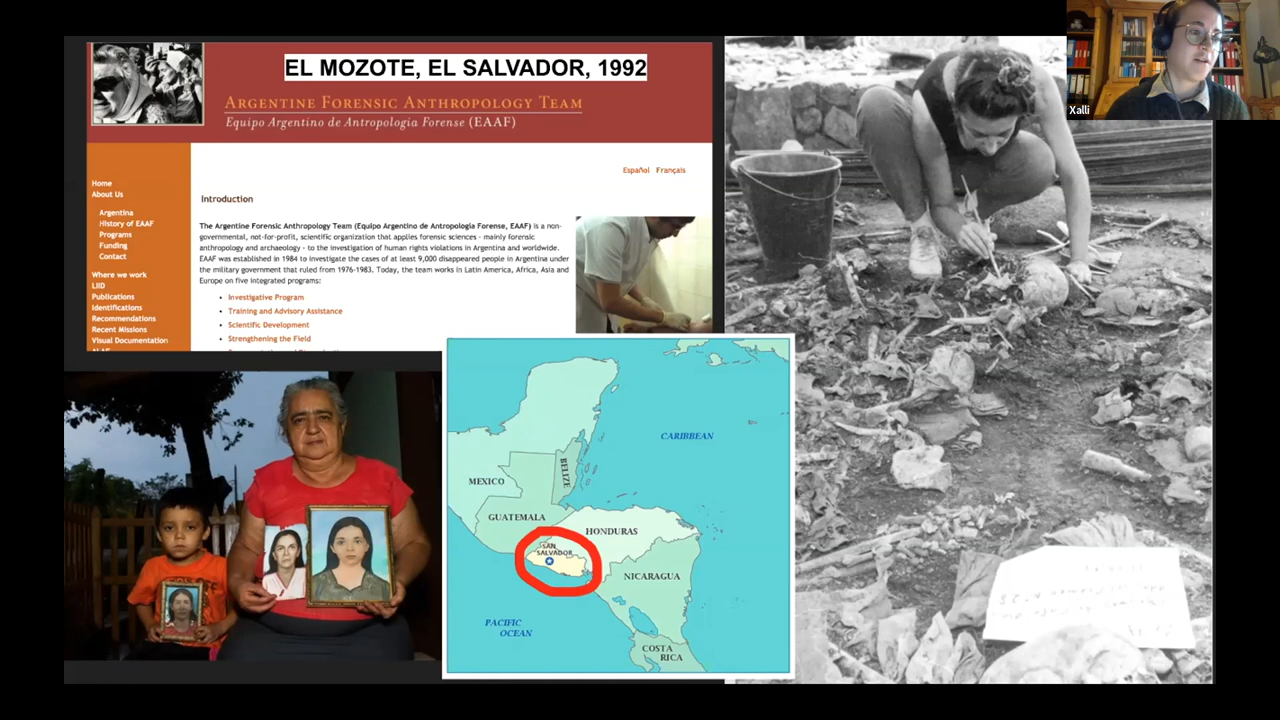 EL MOZOTE, EL SALVADOR, 1992
ARGENTINE FORENSIC ANTHROPOLOGY TEAM
Equipo Argentino de Antropología Forense (EAAF)
Español Français
Home
About Us
Argentina
History of EAAF
Programs
Funding
Contact
Where we work
LIID
Publications
Identifications
Recommendations
Recent Missions
Visual Documentation
Introduction
The Argentine Forensic Anthropology Team (Equipo Argentino de Antropología Forense, EAAF) is a non-
governmental, not-for-profit, scientific organization that applies forensic sciences - mainly forensic
anthropology and archaeology - to the investigation of human rights violations in Argentina and worldwide.
EAAF was established in 1984 to investigate the cases of at least 9,000 disappeared people in Argentina under
the military government that ruled from 1976-1983. Today, the team works in Latin America, Africa, Asia and
Europe on five integrated programs:
• Investigative Program
• Training and Advisory Assistance
• Scientific Development
• Strengthening the Field
CARIBBEAN
MEXICO
BELIZE
GUATEMALA
HONDURAS
SAN
SALVADOR
NICARAGUA
PACIFIC
OCEAN
COSTA
RICA
Xalli